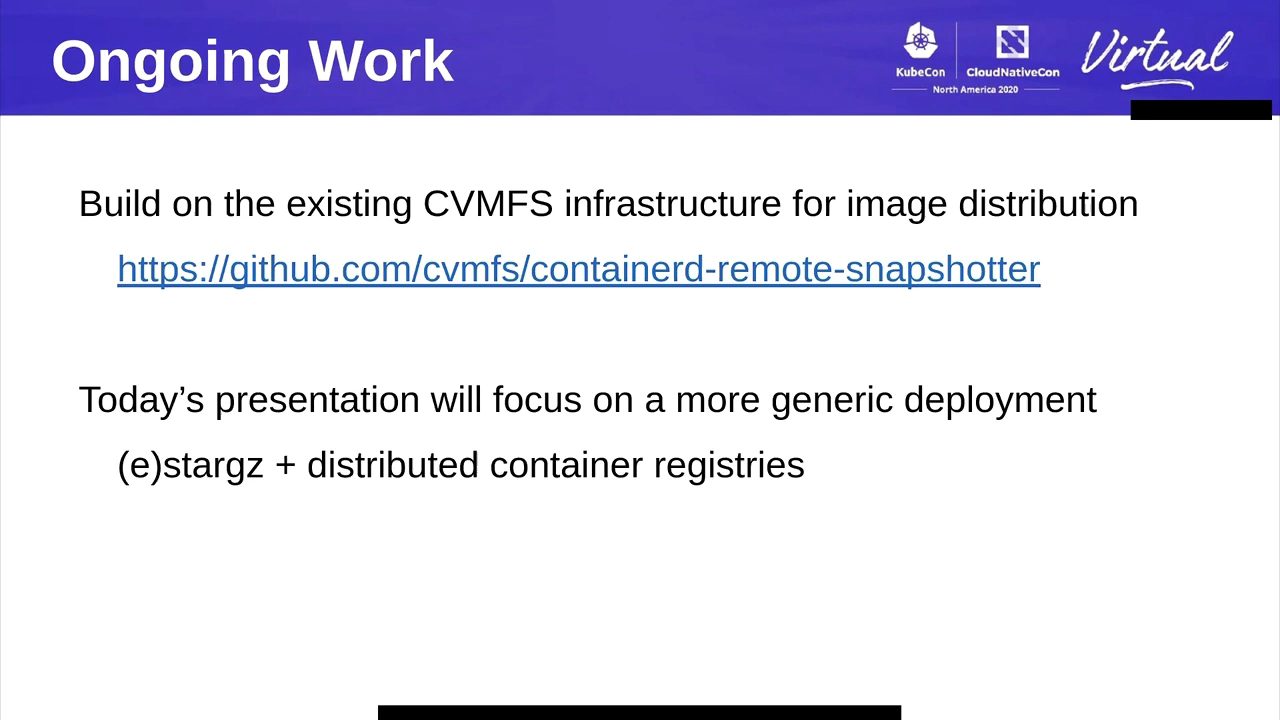 Ongoing Work
KubeCon
CloudNativeCon
North America 2020
Virtual
Build on the existing CVMFS infrastructure for image distribution
https://github.com/cvmfs/containerd-remote-snapshotter
Today’s presentation will focus on a more generic deployment
(e)stargz + distributed container registries